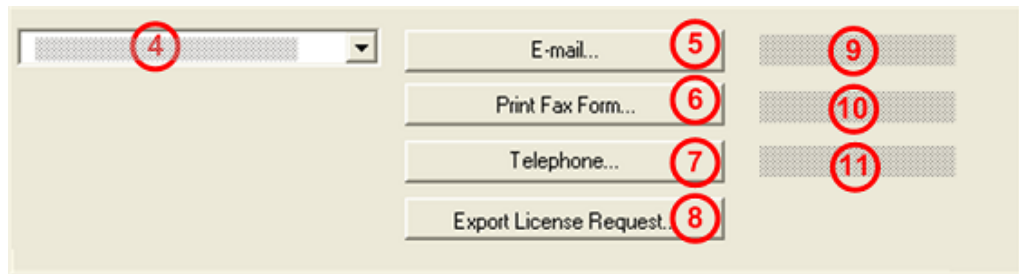 4 E-mail... 5 9
Print Fax Form... 6 10
Telephone... 7 11
Export License Request... 8